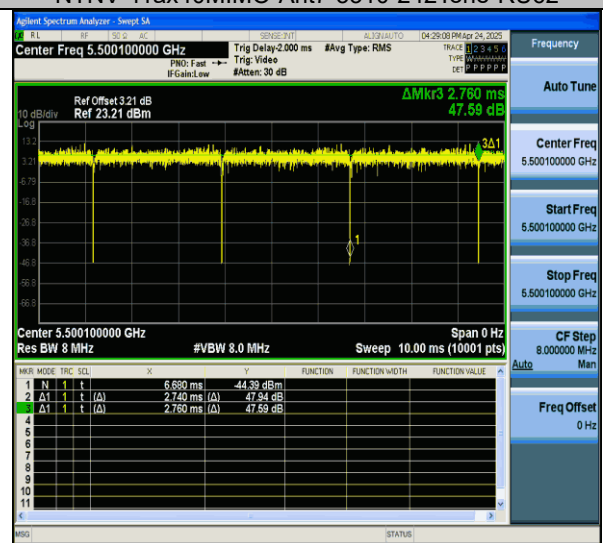 NTNV-11ax40MIMO-Ant7-5510-242Tone RU62
Agilent Spectrum Analyzer - Swept SA
RL RF 50 Ω AC SENSE:INT ALIGNAUTO 04:29:08 PM Apr 24, 2025
Center Freq 5.500100000 GHz Trig Delay-2.000 ms #Avg Type: RMS TRACE 1 2 3 4 5 6
PNO: Fast Trig: Video TYPE
IFGain:Low #Atten: 30 dB DET P P P P P P
Frequency
ΔMkr3 2.760 ms
Ref Offset 3.21 dB
10 dB/div Ref 23.21 dBm 47.59 dB
Log
13.2
3.21
-6.79
-16.8
-26.8
-36.8
-46.8
-56.8
-66.8
3Δ1
1
Auto Tune
Center Freq
5.500100000 GHz
Start Freq
5.500100000 GHz
Stop Freq
5.500100000 GHz
CF Step
8.000000 MHz
Auto Man
Freq Offset
0 Hz
Center 5.500100000 GHz Span 0 Hz
Res BW 8 MHz #VBW 8.0 MHz Sweep 10.00 ms (10001 pts)
MKR MODE TRC SCL X Y FUNCTION FUNCTION WIDTH FUNCTION VALUE
1 N 1 t 6.680 ms -44.39 dBm
2 Δ1 1 t (Δ) 2.740 ms (Δ) 47.94 dB
3 Δ1 1 t (Δ) 2.760 ms (Δ) 47.59 dB
4
5
6
7
8
9
10
11
MSG STATUS